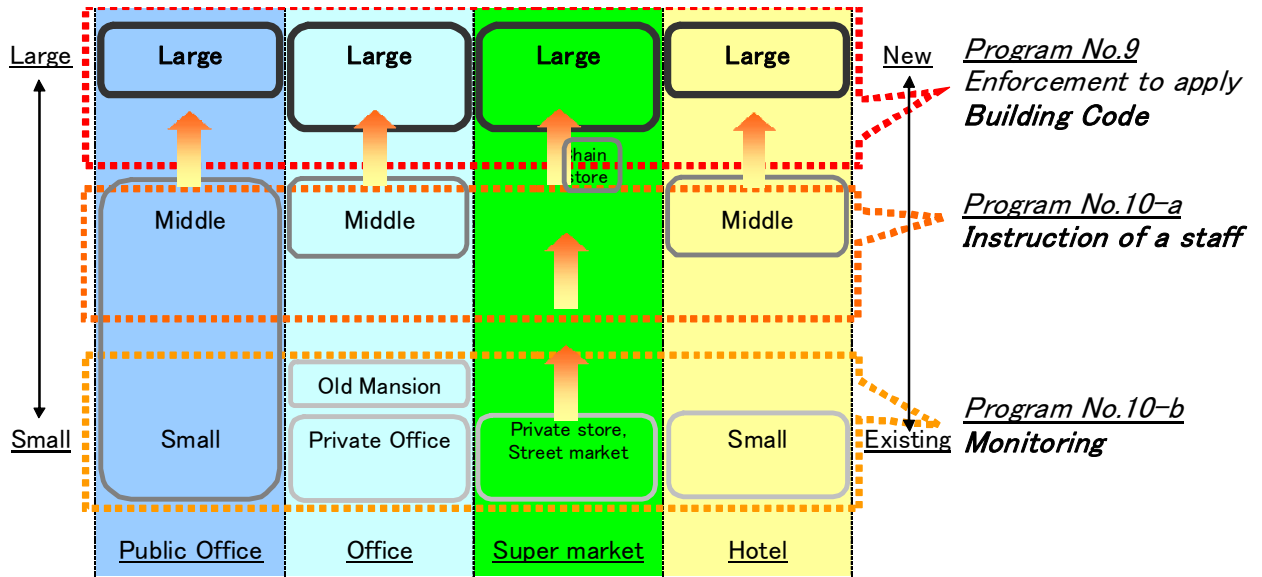 Large
Large
Large
Large
Large
New
Program No.9
Enforcement to apply
Building Code
hain
store
Middle
Middle
Middle
Program No.10-a
Instruction of a staff
Old Mansion
Small
Small
Private Office
Private store,
Street market
Small
Existing
Program No.10-b
Monitoring
Public Office
Office
Super market
Hotel